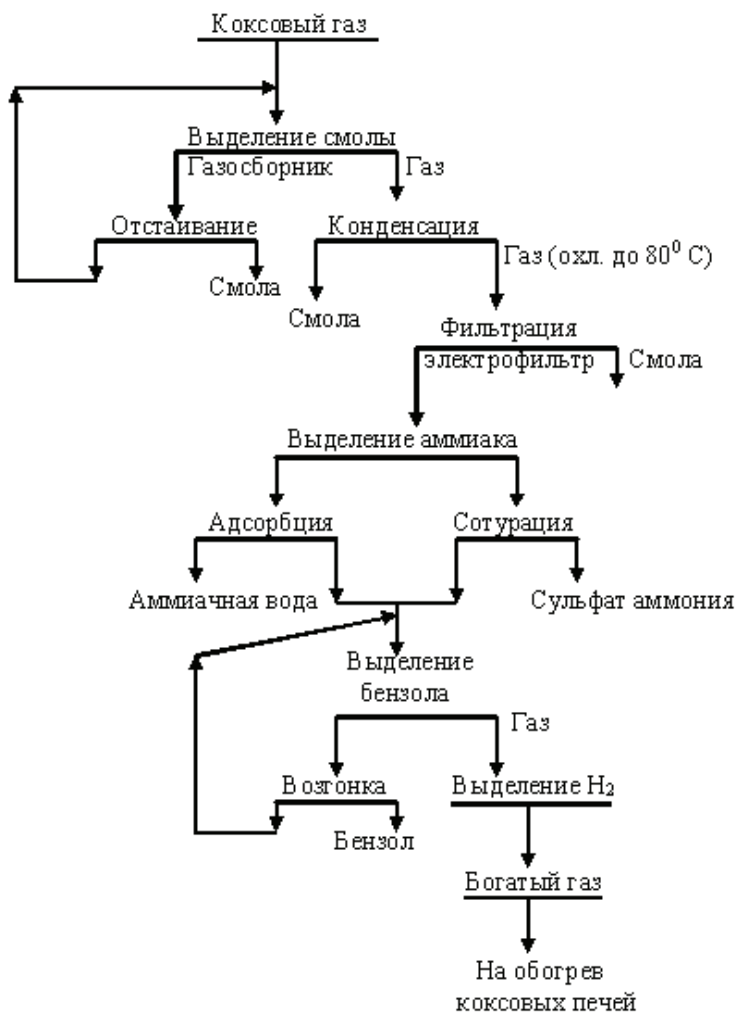 Коксовый газ
Выделение смолы
Газосборник
Газ
Отстаивание
Конденсация
Газ (охл. до 80⁰ С)
Смола
Смола
Фильтрация
электрофильтр
Смола
Выделение аммиака
Адсорбция
Сотурация
Аммиачная вода
Сульфат аммония
Выделение
бензола
Газ
Возгонка
Выделение H₂
Бензол
Богатый газ
На обогрев
коксовых печей